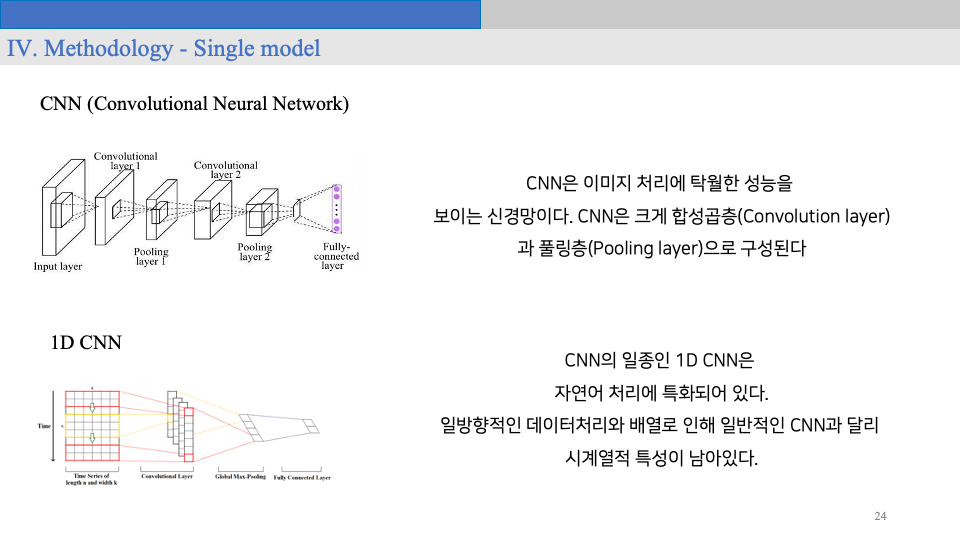 IV. Methodology - Single model
CNN (Convolutional Neural Network)
Convolutional
layer 1
Convolutional
layer 2
Pooling
layer 1
Pooling
layer 2
Fully-
connected
layer
Input layer
CNN은 이미지 처리에 탁월한 성능을
보이는 신경망이다. CNN은 크게 합성곱층(Convolution layer)
과 풀링층(Pooling layer)으로 구성된다
1D CNN
Time
Time Series of
length n and width k
Convolutional Layer
Global Max-Pooling
Fully Connected Layer
CNN의 일종인 1D CNN은
자연어 처리에 특화되어 있다.
일방향적인 데이터처리와 배열로 인해 일반적인 CNN과 달리
시계열적 특성이 남아있다.
24